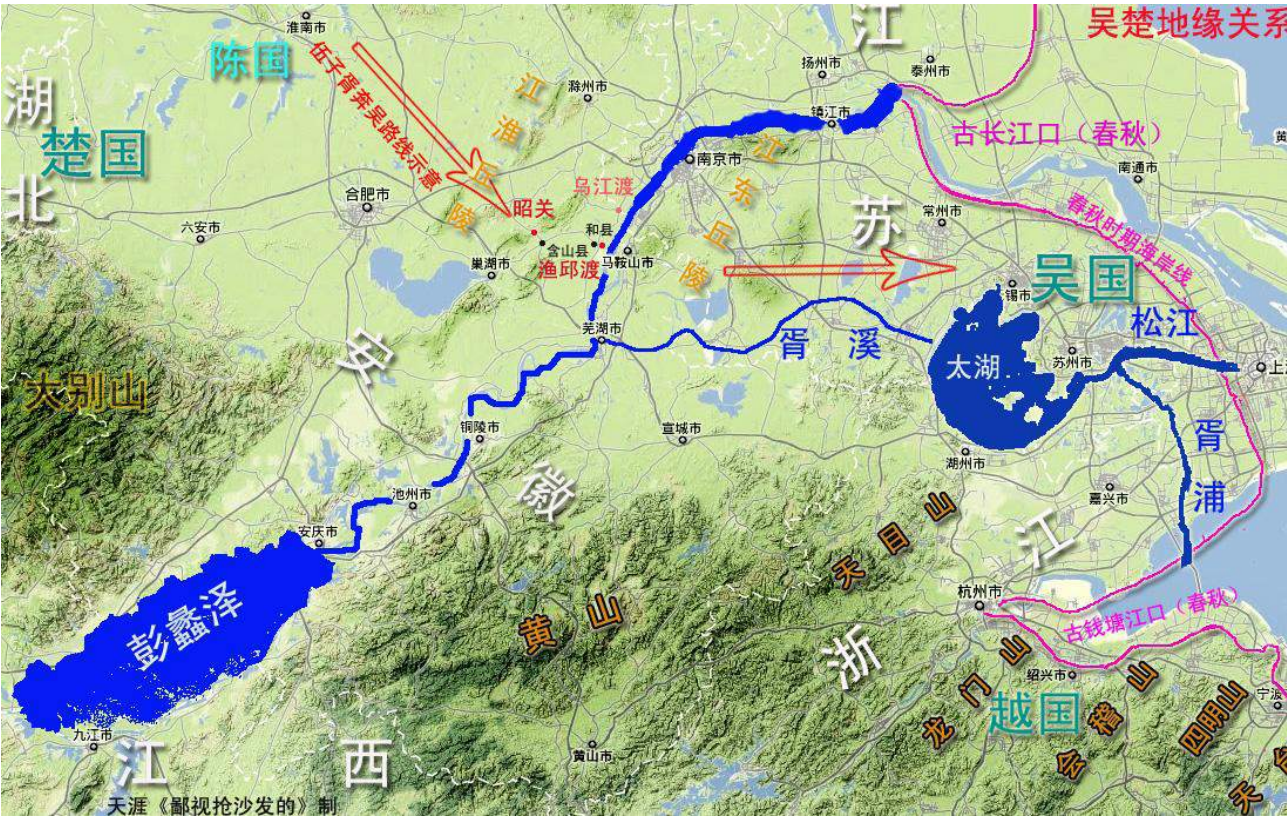 吴楚地缘关系
淮南市
江
扬州市
泰州市
陈国
伍子胥奔吴路线示意
滁州市
湖北
江淮丘陵
镇江市
古长江口（春秋）
楚国
南京市
江东丘陵
南通市
合肥市
乌江渡
苏
常州市
春秋时期海岸线
六安市
昭关
和县
含山县
渔邱渡
马鞍山市
巢湖市
吴国
锡市
芜湖市
胥溪
松江
安徽
太湖
苏州市
上
大别山
铜陵市
宣城市
湖州市
胥浦
池州市
嘉兴市
安庆市
天目山
江
杭州市
彭蠡泽
黄山
古钱塘江口（春秋）
浙
龙门山
绍兴市
会稽山
四明山
宁波
越国
九江市
江西
黄山市
天台
天涯《鄙视抢沙发的》制